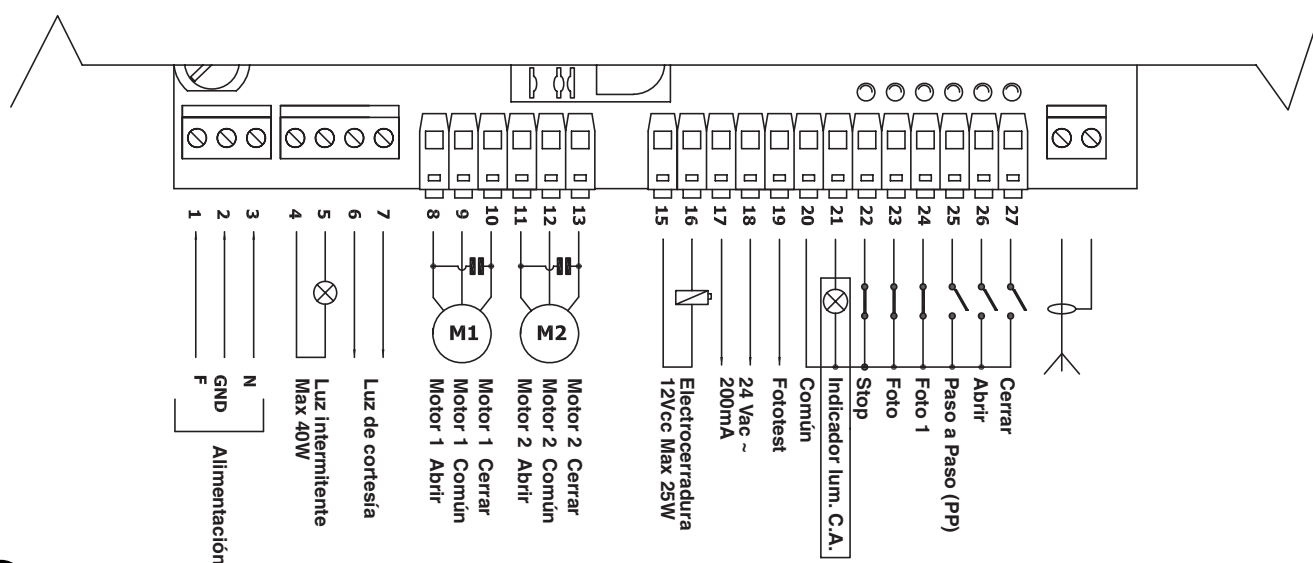 1
2
3
4
5
6
7
8
9
10
11
12
13
15
16
17
18
19
20
21
22
23
24
25
26
27
M1
M2
F
GND
N
Alimentación
Luz intermitente
Max 40W
Luz de cortesía
Motor 1 Abrir
Motor 1 Común
Motor 1 Cerrar
Motor 2 Abrir
Motor 2 Común
Motor 2 Cerrar
Electrocerradura
12Vcc Max 25W
24 Vac ~
200mA
Fototest
Común
Indicador lum. C.A.
Stop
Foto
Foto 1
Paso a Paso (PP)
Abrir
Cerrar